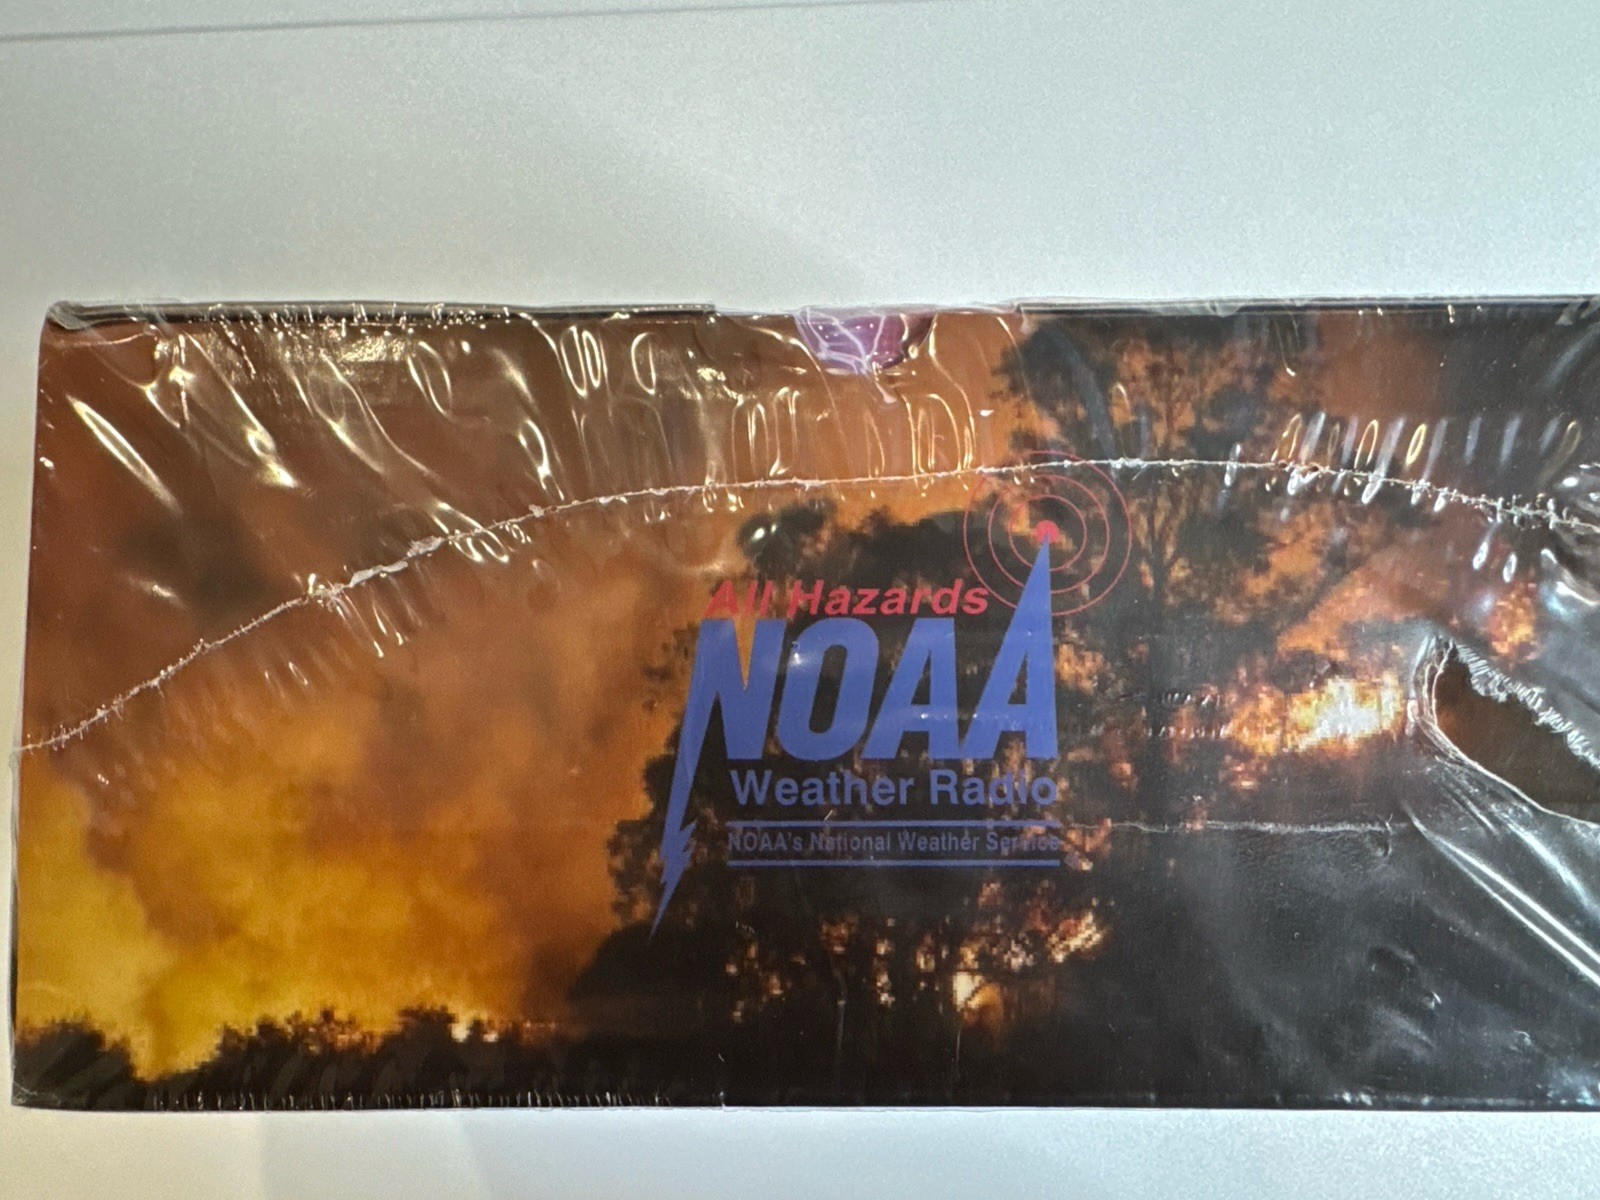 All Hazards
NOAA
Weather Radio
NOAA's National Weather Service